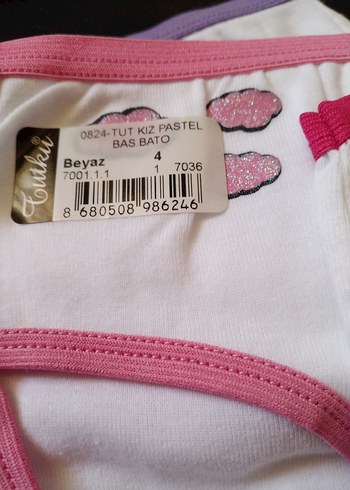 Tutku
0824-TUT KIZ PASTEL
BAS.BATO
Beyaz 4
7001.1.1 1 7036
8 680508 986246